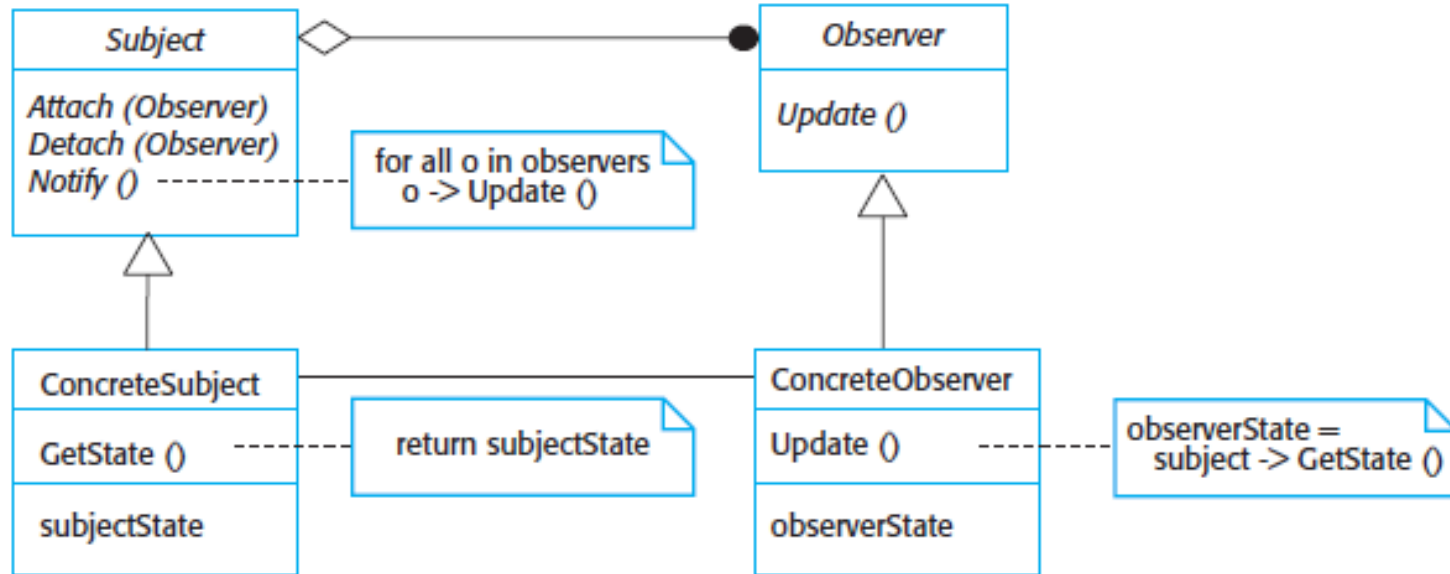 Subject
Attach (Observer)
Detach (Observer)
Notify ()
for all o in observers
o -> Update ()
Observer
Update ()
ConcreteSubject
GetState ()
subjectState
return subjectState
ConcreteObserver
Update ()
observerState
observerState =
subject -> GetState ()